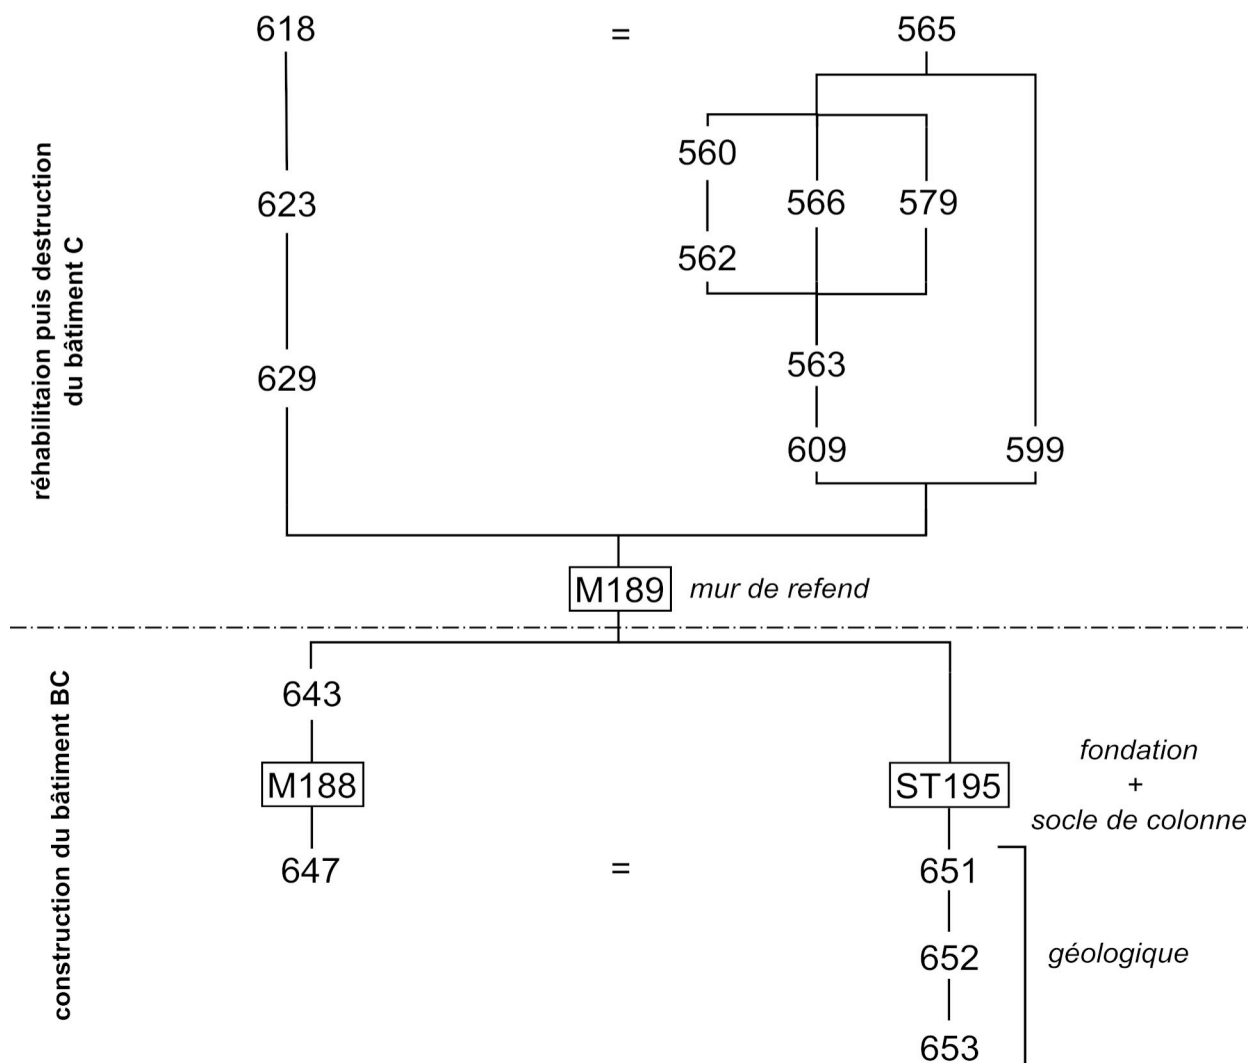 618 = 565
560
623 566 579
562
563
629
609 599
M189 mur de refend
réhabilitaion puis destruction
du bâtiment C
643
M188 ST195
fondation
+
socle de colonne
647 = 651
652 géologique
653
construction du bâtiment BC